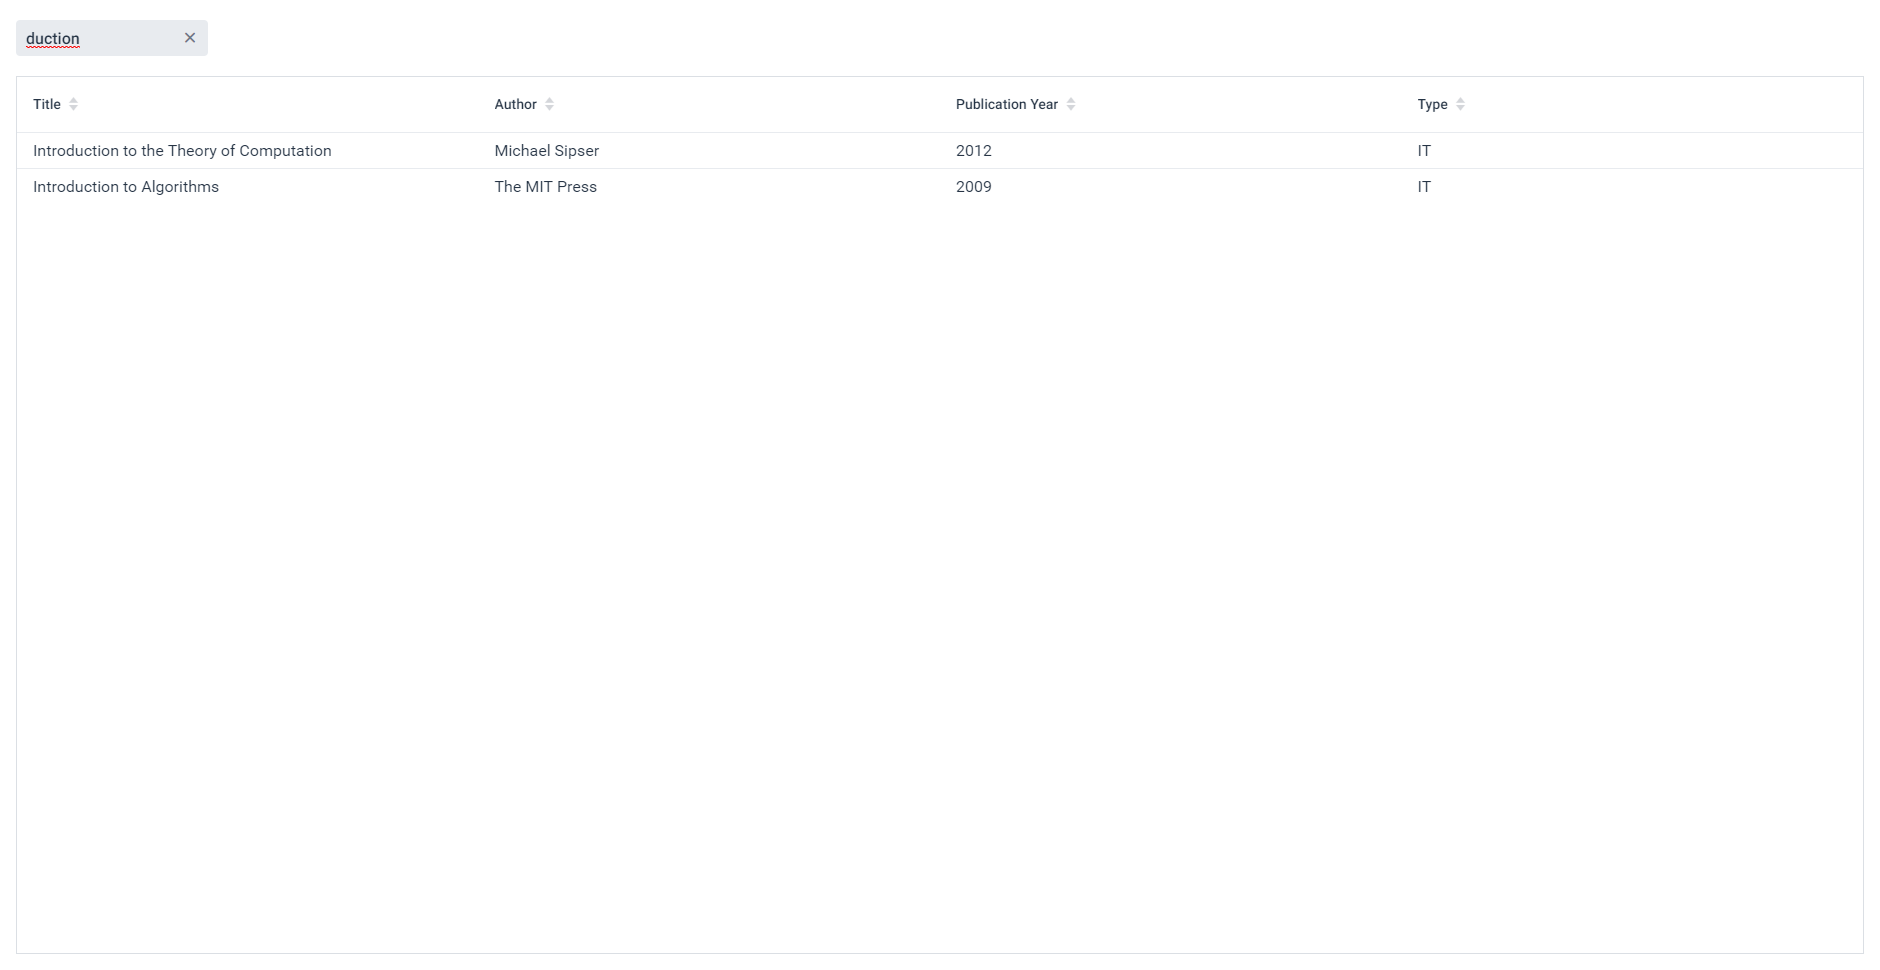 duction
Title Author Publication Year Type
Introduction to the Theory of Computation Michael Sipser 2012 IT
Introduction to Algorithms The MIT Press 2009 IT